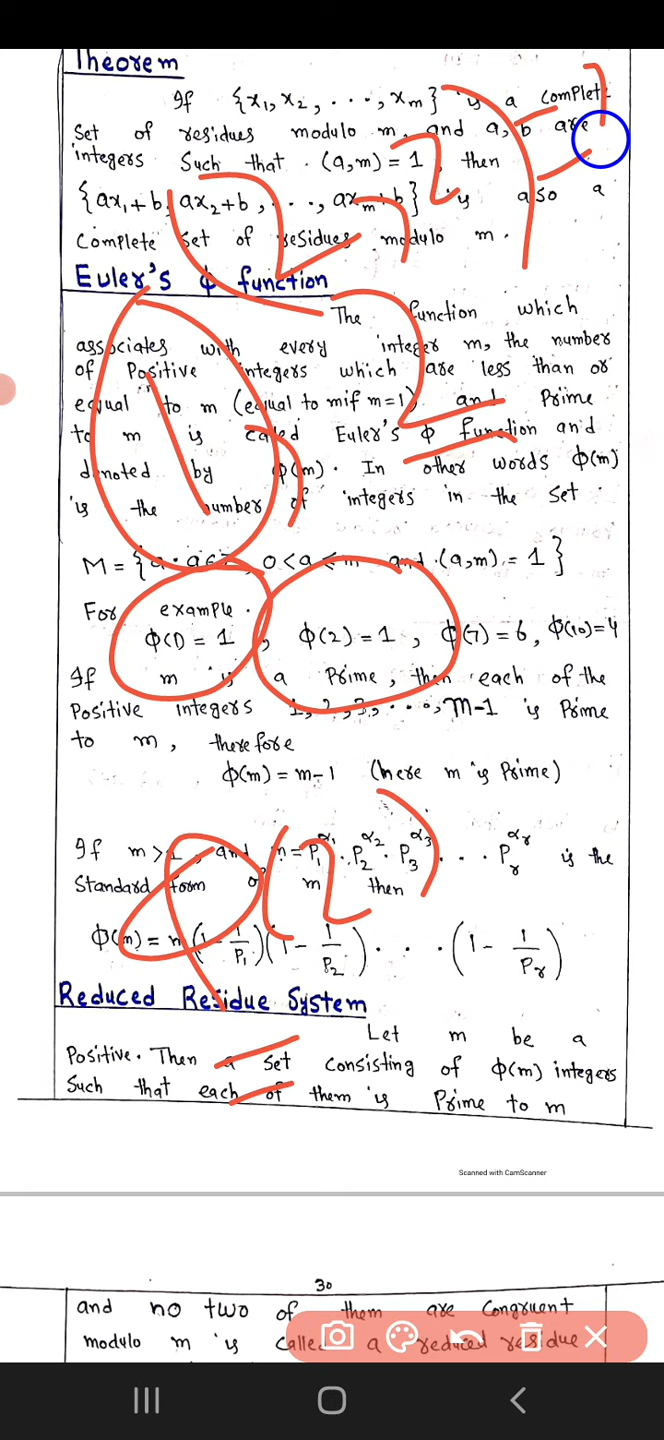 Theorem
If {x1, x2, ..., xm} is a Complete
Set of residues modulo m, and a, b are
integers Such that (a, m) = 1, then
{ax1+b, ax2+b, ..., axm+b} is also a
Complete Set of residues modulo m.
Euler's φ function
The function which
associates with every integer m, the number
of Positive integers which are less than or
equal to m (equal to m if m=1) and Prime
to m is called Euler's φ function and
denoted by φ(m). In other words φ(m)
is the number of integers in the Set
M = {a : a ∈ , 0 < a < m and (a, m) = 1}
For example
φ(1) = 1, φ(2) = 1, φ(7) = 6, φ(10) = 4
If m is a Prime, then each of the
Positive integers 1, 2, 3, ..., m-1 is Prime
to m, therefore
φ(m) = m-1 (here m is Prime)
If m > 1, and m = P1^α1 . P2^α2 . P3^α3 ... Pr^αr is the
Standard form of m then
φ(m) = m(1 - 1/P1)(1 - 1/P2) ... (1 - 1/Pr)
Reduced Residue System
Let m be a
Positive. Then a Set Consisting of φ(m) integers
Such that each of them is Prime to m
Scanned with CamScanner
30
and no two of them are Congruent
modulo m is Called a reduced residue